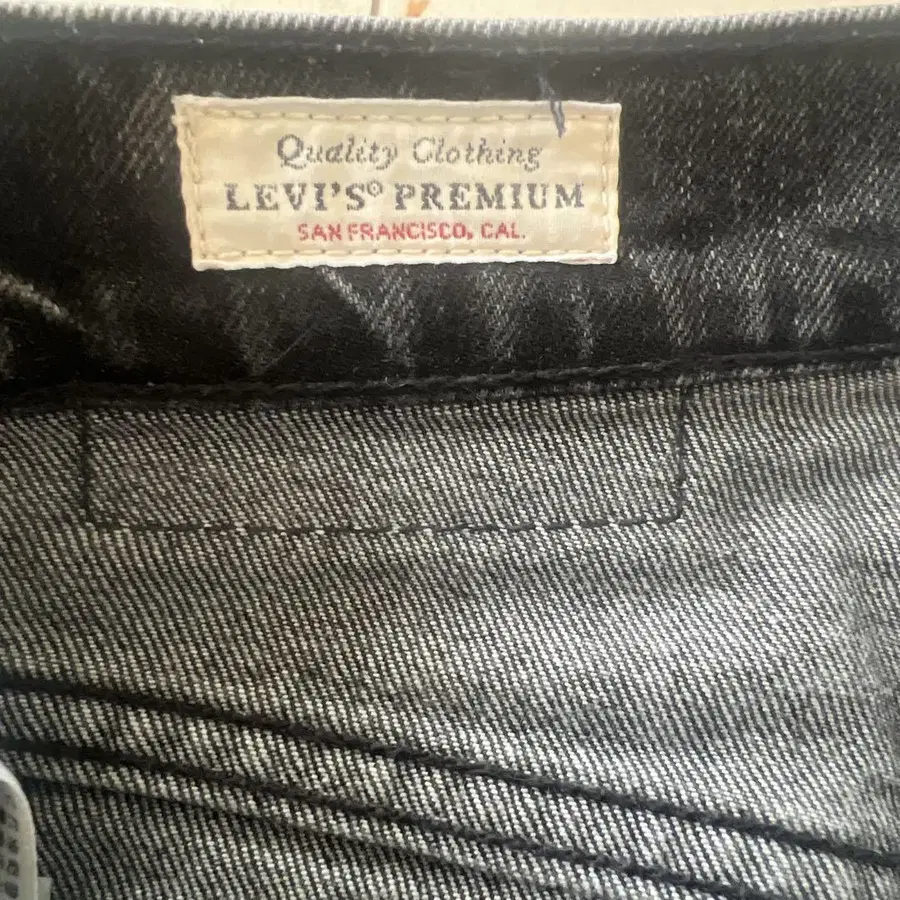 Quality Clothing
LEVI'S® PREMIUM
SAN FRANCISCO, CAL.